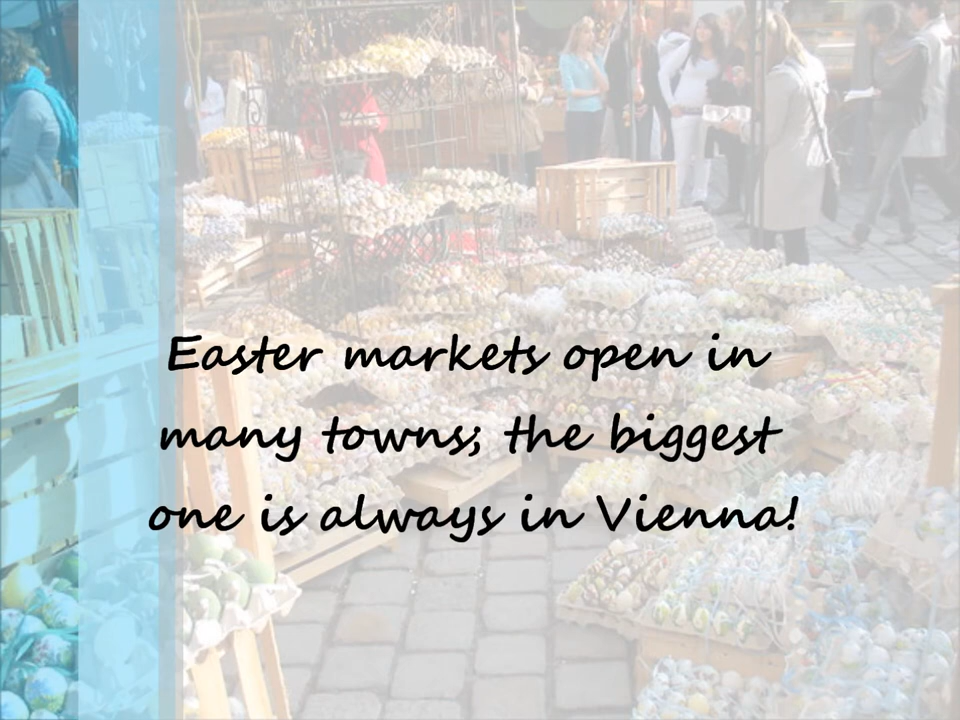 Easter markets open in
many towns; the biggest
one is always in Vienna!